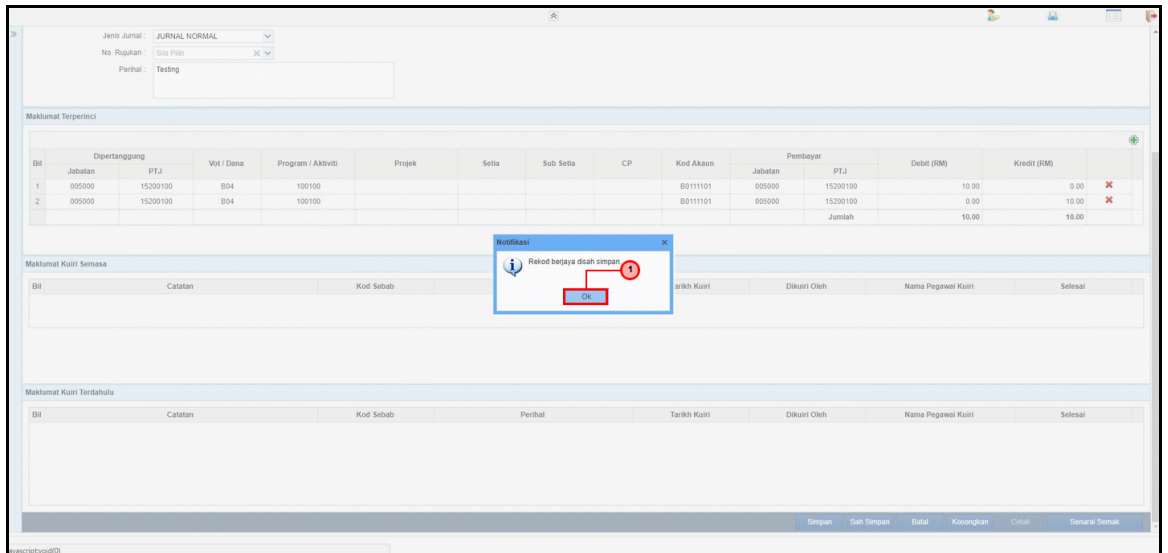 Jenis Jurnal : JURNAL NORMAL
No. Rujukan : Sila Pilih
Perihal : Testing
Maklumat Terperinci
Bil Dipertanggung Vot / Dana Program / Aktiviti Projek Setia Sub Setia CP Kod Akaun Pembayar Debit (RM) Kredit (RM)
Jabatan PTJ Jabatan PTJ
1 005000 15200100 B04 100100 B0111101 005000 15200100 10.00 0.00
2 005000 15200100 B04 100100 B0111101 005000 15200100 0.00 10.00
Jumlah 10.00 10.00
Notifikasi
Rekod berjaya disah simpan
1
Ok
Maklumat Kuiri Semasa
Bil Catatan Kod Sebab arikh Kuiri Dikuiri Oleh Nama Pegawai Kuiri Selesai
Maklumat Kuiri Terdahulu
Bil Catatan Kod Sebab Perihal Tarikh Kuiri Dikuiri Oleh Nama Pegawai Kuiri Selesai
Simpan Sah Simpan Batal Kosongkan Cetak Senarai Semak
avascript:void(0)